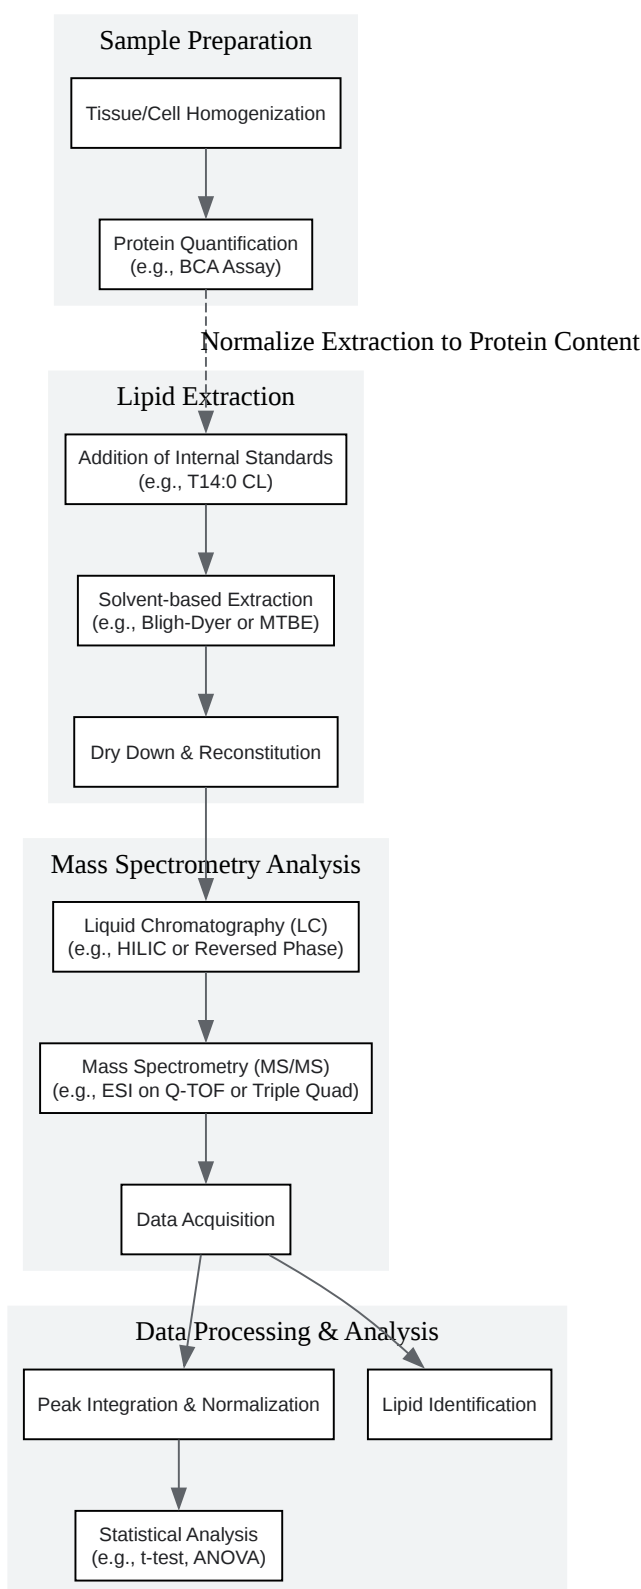 Sample Preparation
Tissue/Cell Homogenization
Protein Quantification
(e.g., BCA Assay)
Normalize Extraction to Protein Content
Lipid Extraction
Addition of Internal Standards
(e.g., T14:0 CL)
Solvent-based Extraction
(e.g., Bligh-Dyer or MTBE)
Dry Down & Reconstitution
Mass Spectrometry Analysis
Liquid Chromatography (LC)
(e.g., HILIC or Reversed Phase)
Mass Spectrometry (MS/MS)
(e.g., ESI on Q-TOF or Triple Quad)
Data Acquisition
Data Processing & Analysis
Peak Integration & Normalization
Lipid Identification
Statistical Analysis
(e.g., t-test, ANOVA)